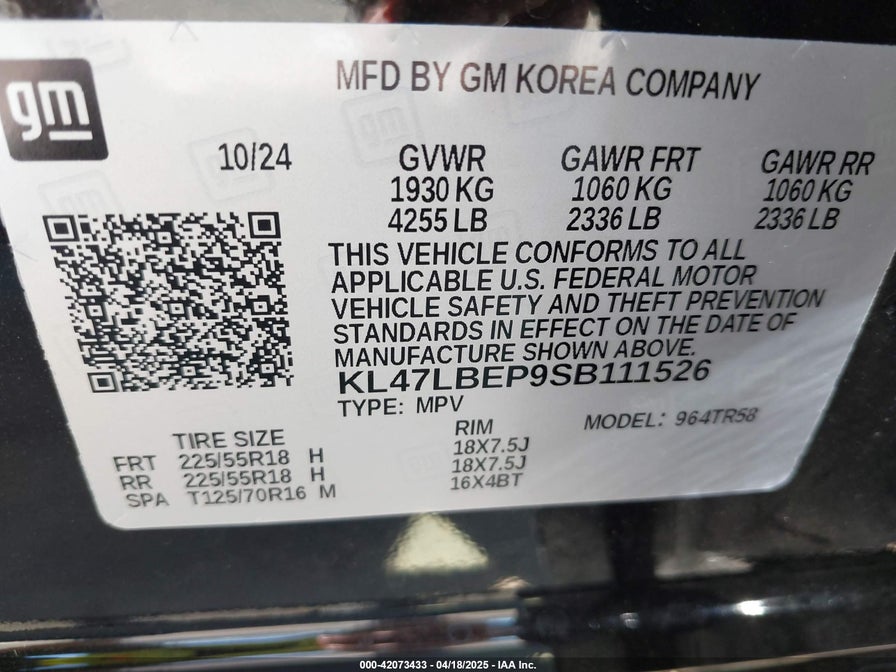 gm
MFD BY GM KOREA COMPANY
10/24 GVWR GAWR FRT GAWR RR
1930 KG 1060 KG 1060 KG
4255 LB 2336 LB 2336 LB
THIS VEHICLE CONFORMS TO ALL
APPLICABLE U.S. FEDERAL MOTOR
VEHICLE SAFETY AND THEFT PREVENTION
STANDARDS IN EFFECT ON THE DATE OF
MANUFACTURE SHOWN ABOVE.
KL47LBEP9SB111526
TYPE: MPV MODEL: 964TR58
TIRE SIZE RIM
FRT 225/55R18 H 18X7.5J
RR 225/55R18 H 18X7.5J
SPA T125/70R16 M 16X4BT
000-42073433 - 04/18/2025 - IAA Inc.